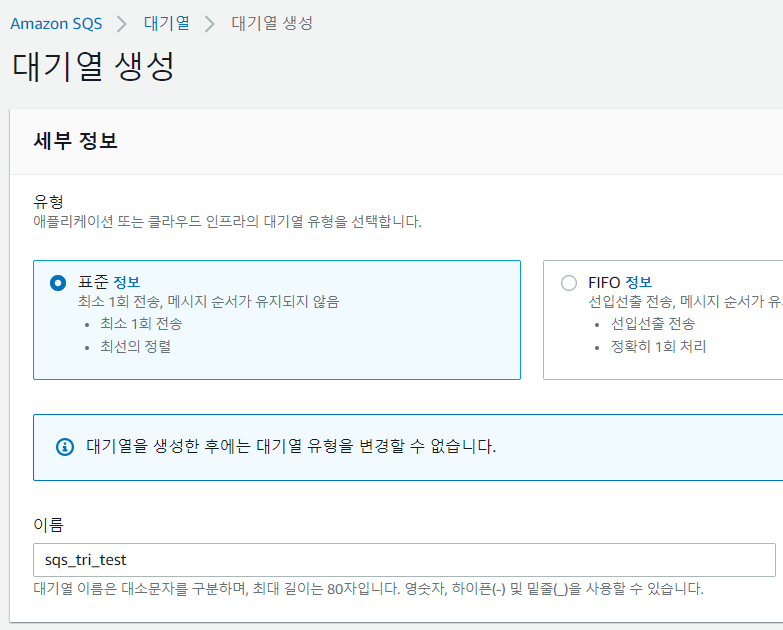 Amazon SQS > 대기열 > 대기열 생성
대기열 생성
세부 정보
유형
애플리케이션 또는 클라우드 인프라의 대기열 유형을 선택합니다.
표준 정보
최소 1회 전송, 메시지 순서가 유지되지 않음
• 최소 1회 전송
• 최선의 정렬
FIFO 정보
선입선출 전송, 메시지 순서가
• 선입선출 전송
• 정확히 1회 처리
대기열을 생성한 후에는 대기열 유형을 변경할 수 없습니다.
이름
sqs_tri_test
대기열 이름은 대소문자를 구분하며, 최대 길이는 80자입니다. 영숫자, 하이픈(-) 및 밑줄(_)을 사용할 수 있습니다.